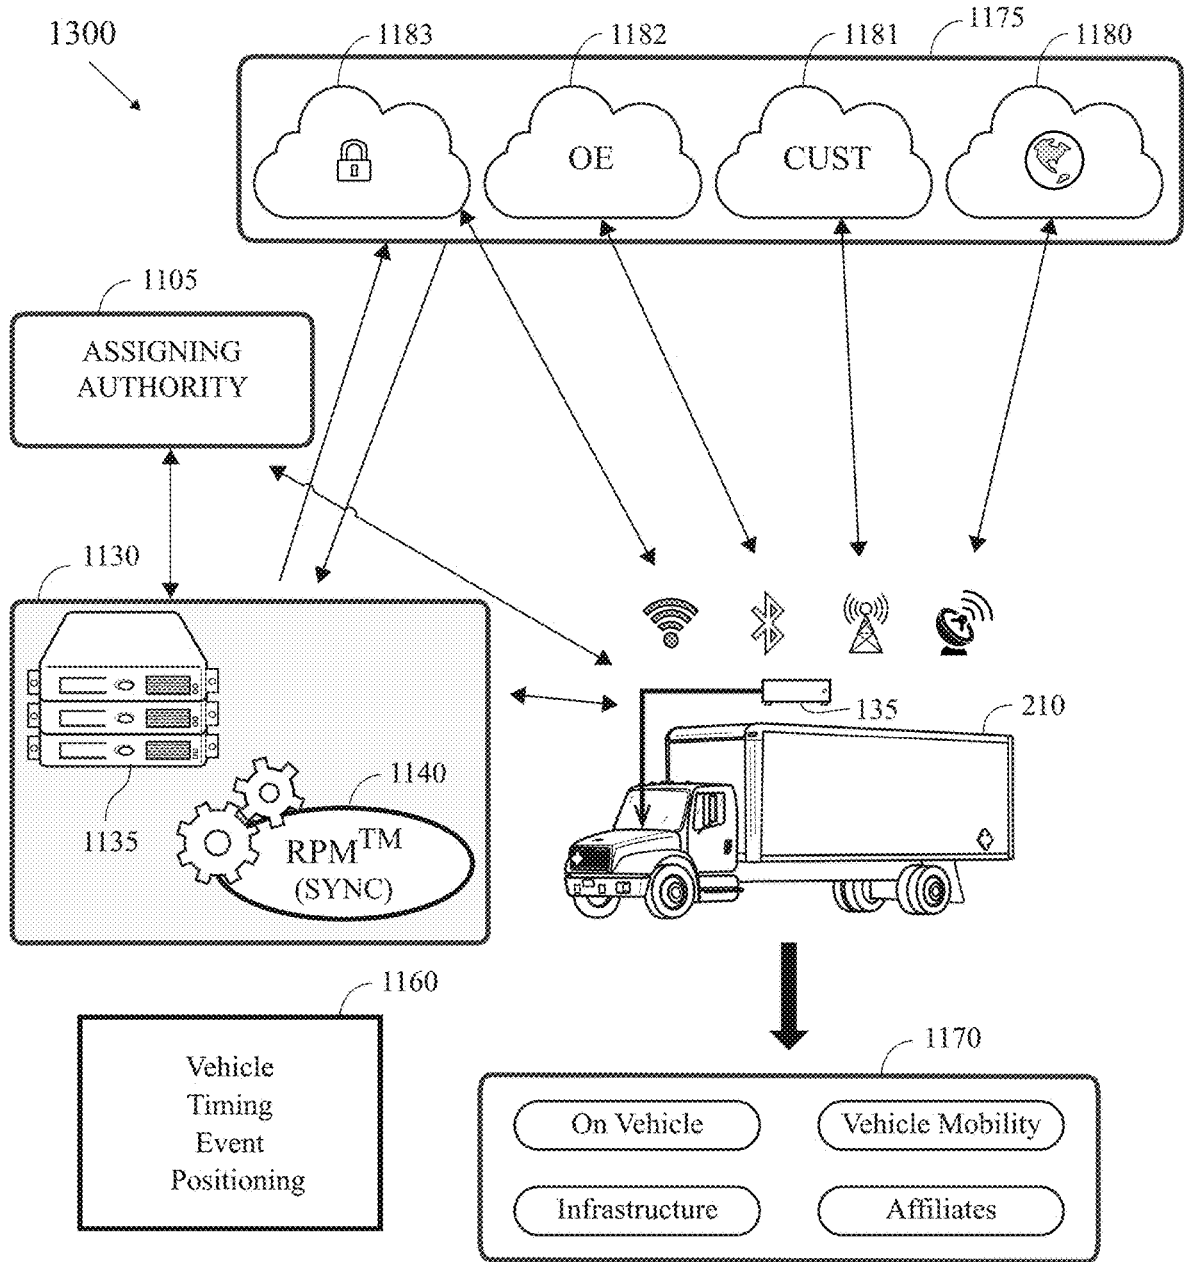 1300
1183
1182
1181
1175
1180
OE
CUST
1105
ASSIGNING
AUTHORITY
1130
135
210
1140
1135
RPM™
(SYNC)
1160
Vehicle
Timing
Event
Positioning
1170
On Vehicle
Vehicle Mobility
Infrastructure
Affiliates